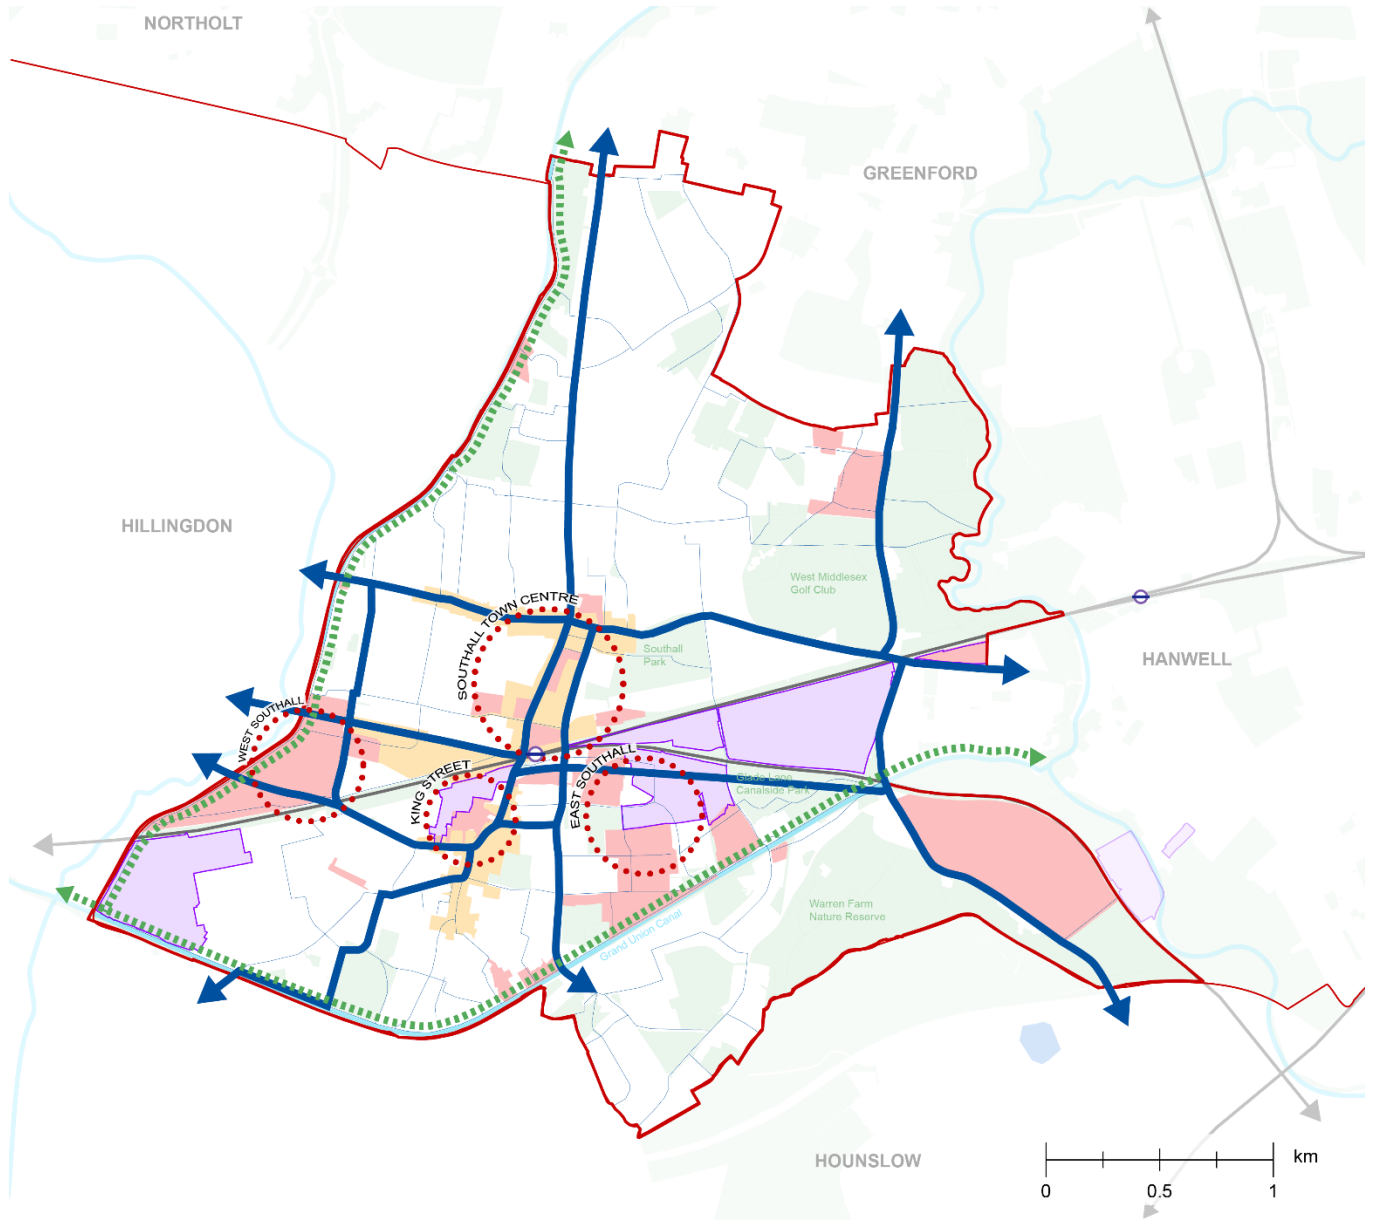 NORTHOLT
GREENFORD
HILLINGDON
West Middlesex
Golf Club
SOUTHALL TOWN CENTRE
Southall
Park
HANWELL
WEST SOUTHALL
KING STREET
EAST SOUTHALL
Glade Lane
Canalside Park
Warren Farm
Nature Reserve
Grand Union Canal
HOUNSLOW
km
0
0.5
1